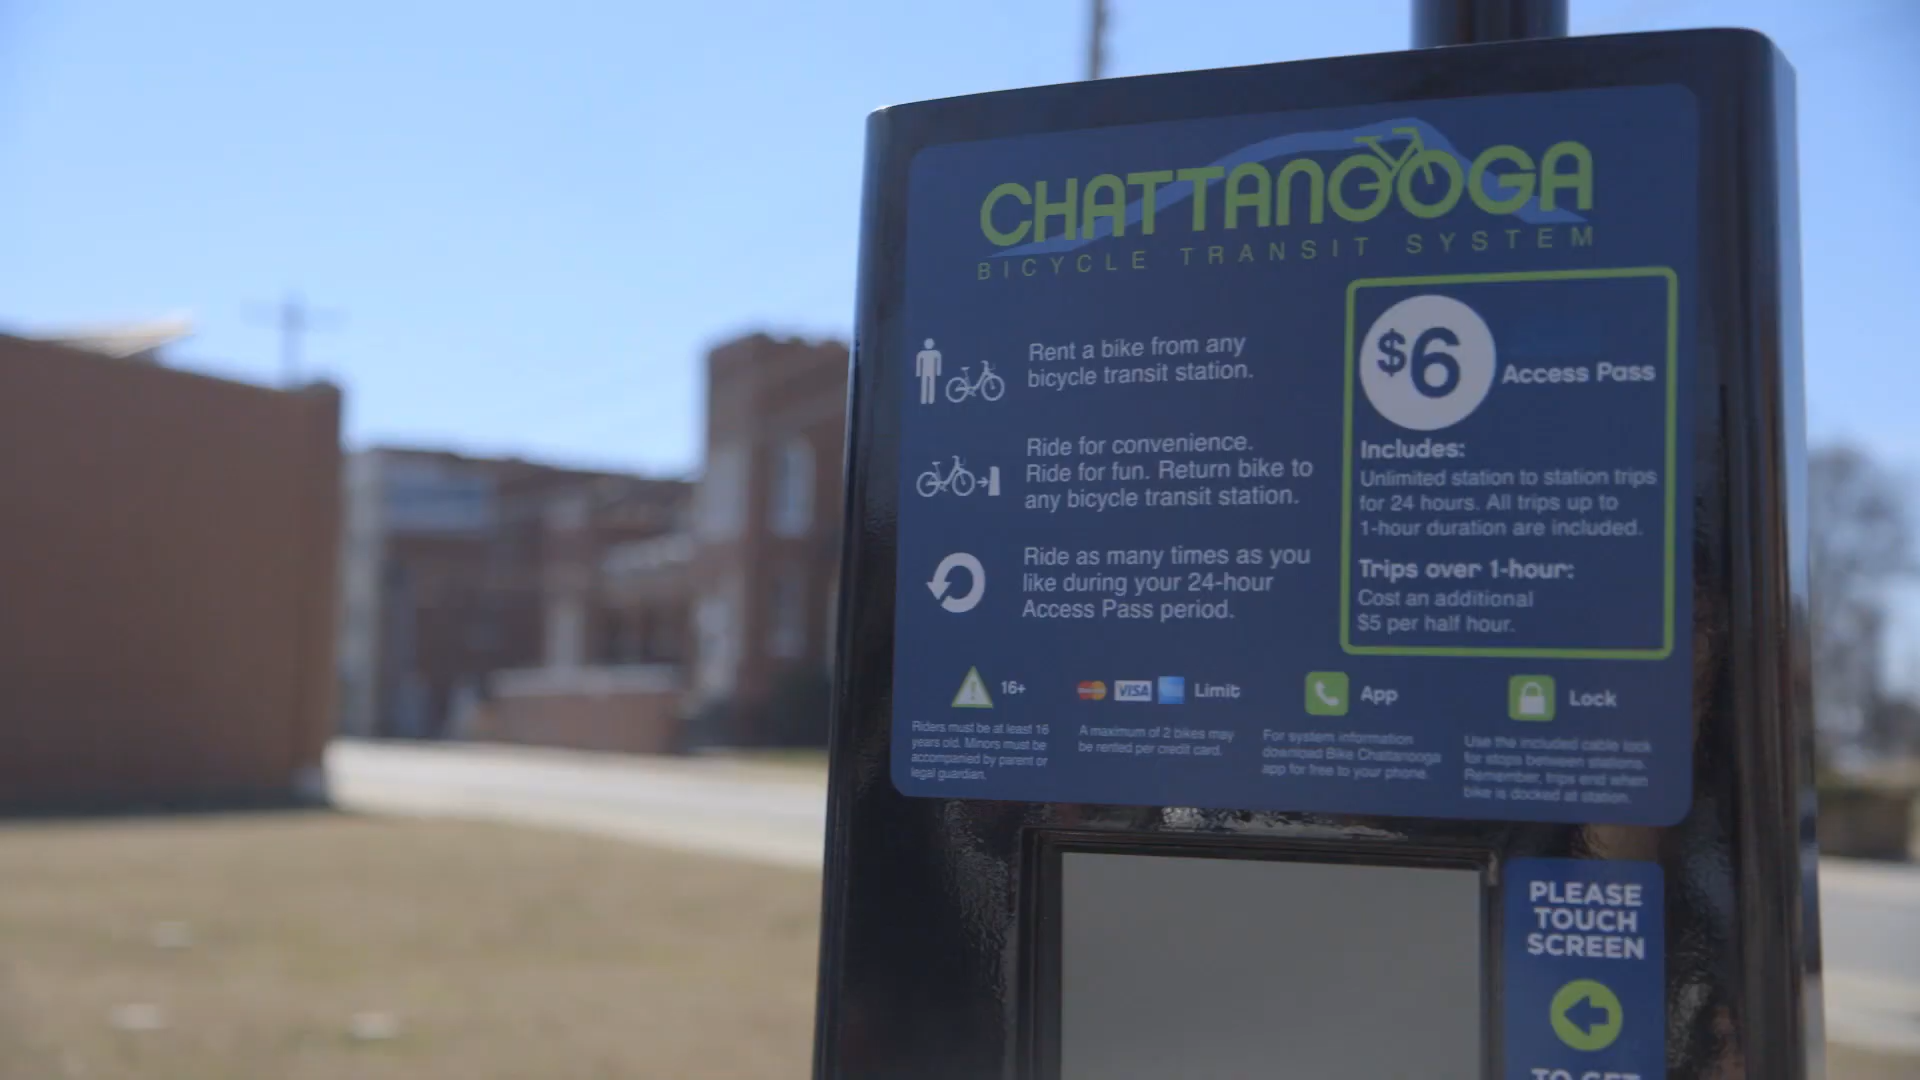 CHATTANOOGA
BICYCLE TRANSIT SYSTEM
Rent a bike from any
bicycle transit station.
Ride for convenience.
Ride for fun. Return bike to
any bicycle transit station.
Ride as many times as you
like during your 24-hour
Access Pass period.
$6
Access Pass
Includes:
Unlimited station to station trips
for 24 hours. All trips up to
1-hour duration are included.
Trips over 1-hour:
Cost an additional
$5 per half hour.
16+
Riders must be at least 16
years old. Minors must be
accompanied by parent or
legal guardian.
VISA Limit
A maximum of 2 bikes may
be rented per credit card.
App
For system information
download Bike Chattanooga
app for free to your phone.
Lock
Use the included cable lock
for stops between stations.
Remember, trips end when
bike is docked at station.
PLEASE
TOUCH
SCREEN
TO GET